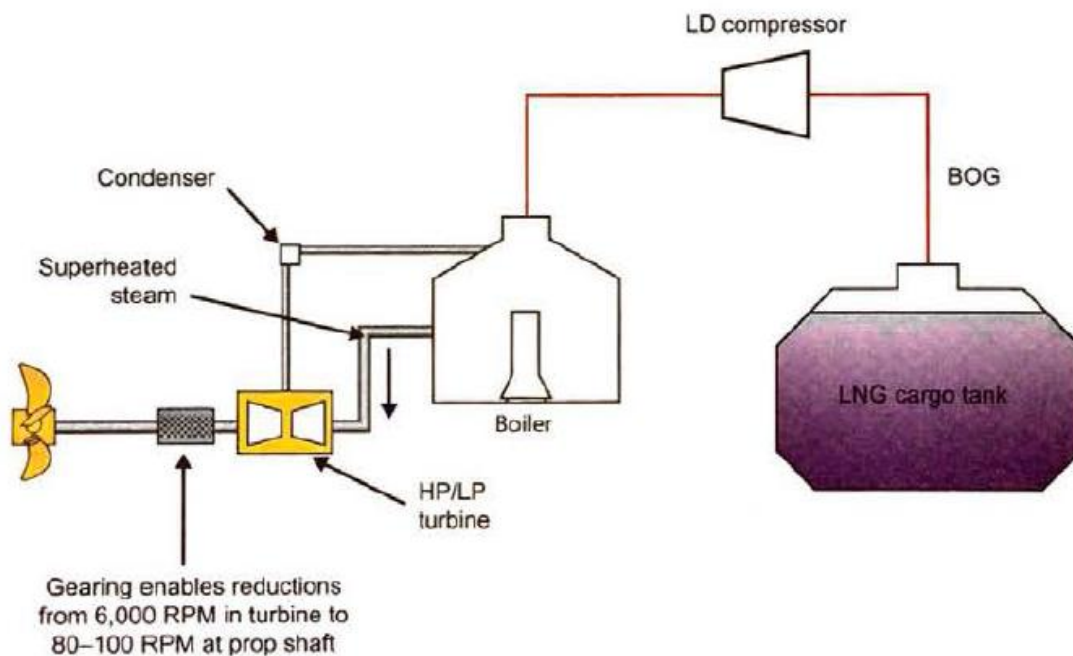 LD compressor
BOG
Condenser
Superheated
steam
LNG cargo tank
Boiler
HP/LP
turbine
Gearing enables reductions
from 6,000 RPM in turbine to
80–100 RPM at prop shaft